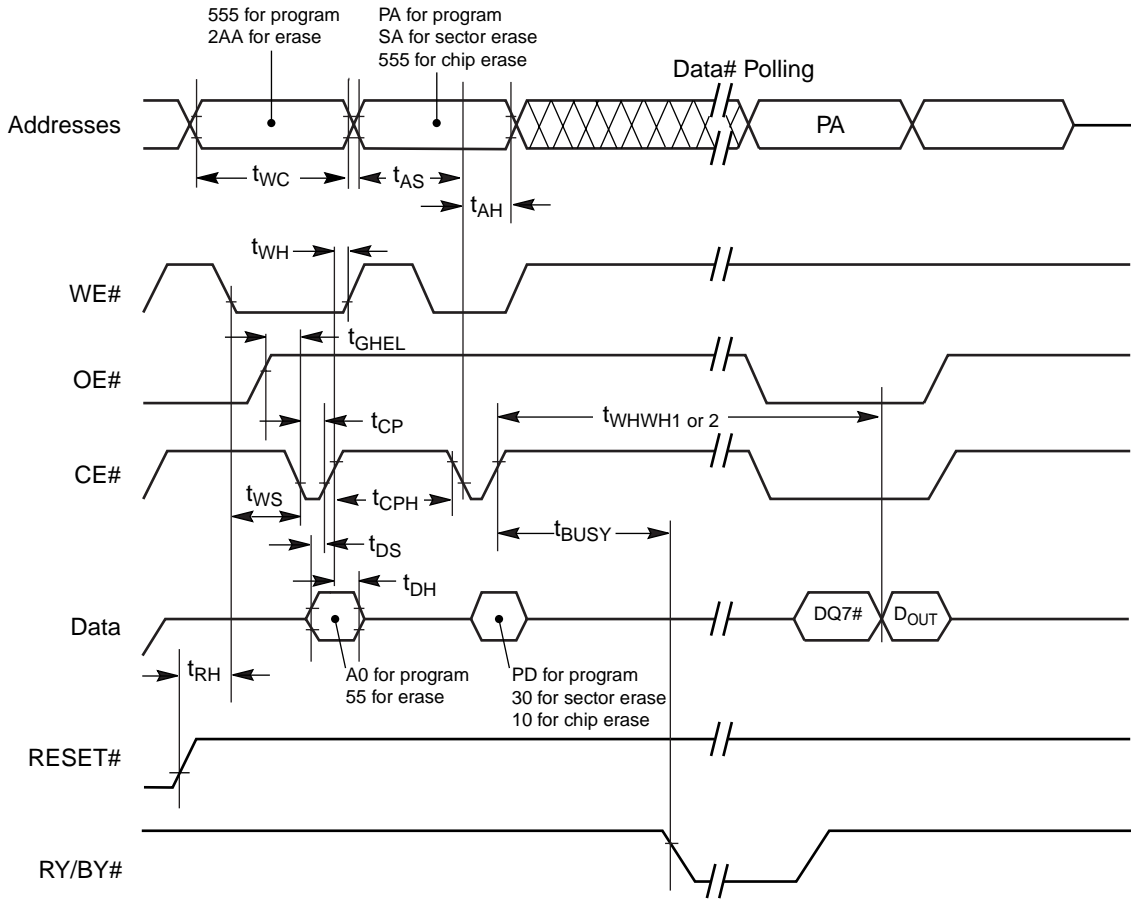 555 for program
2AA for erase
PA for program
SA for sector erase
555 for chip erase
Data# Polling
Addresses
PA
tWC
tAS
tAH
tWH
WE#
tGHEL
OE#
tWHWH1 or 2
tCP
CE#
tWS
tCPH
tBUSY
tDS
tDH
Data
DQ7#
DOUT
tRH
A0 for program
55 for erase
PD for program
30 for sector erase
10 for chip erase
RESET#
RY/BY#